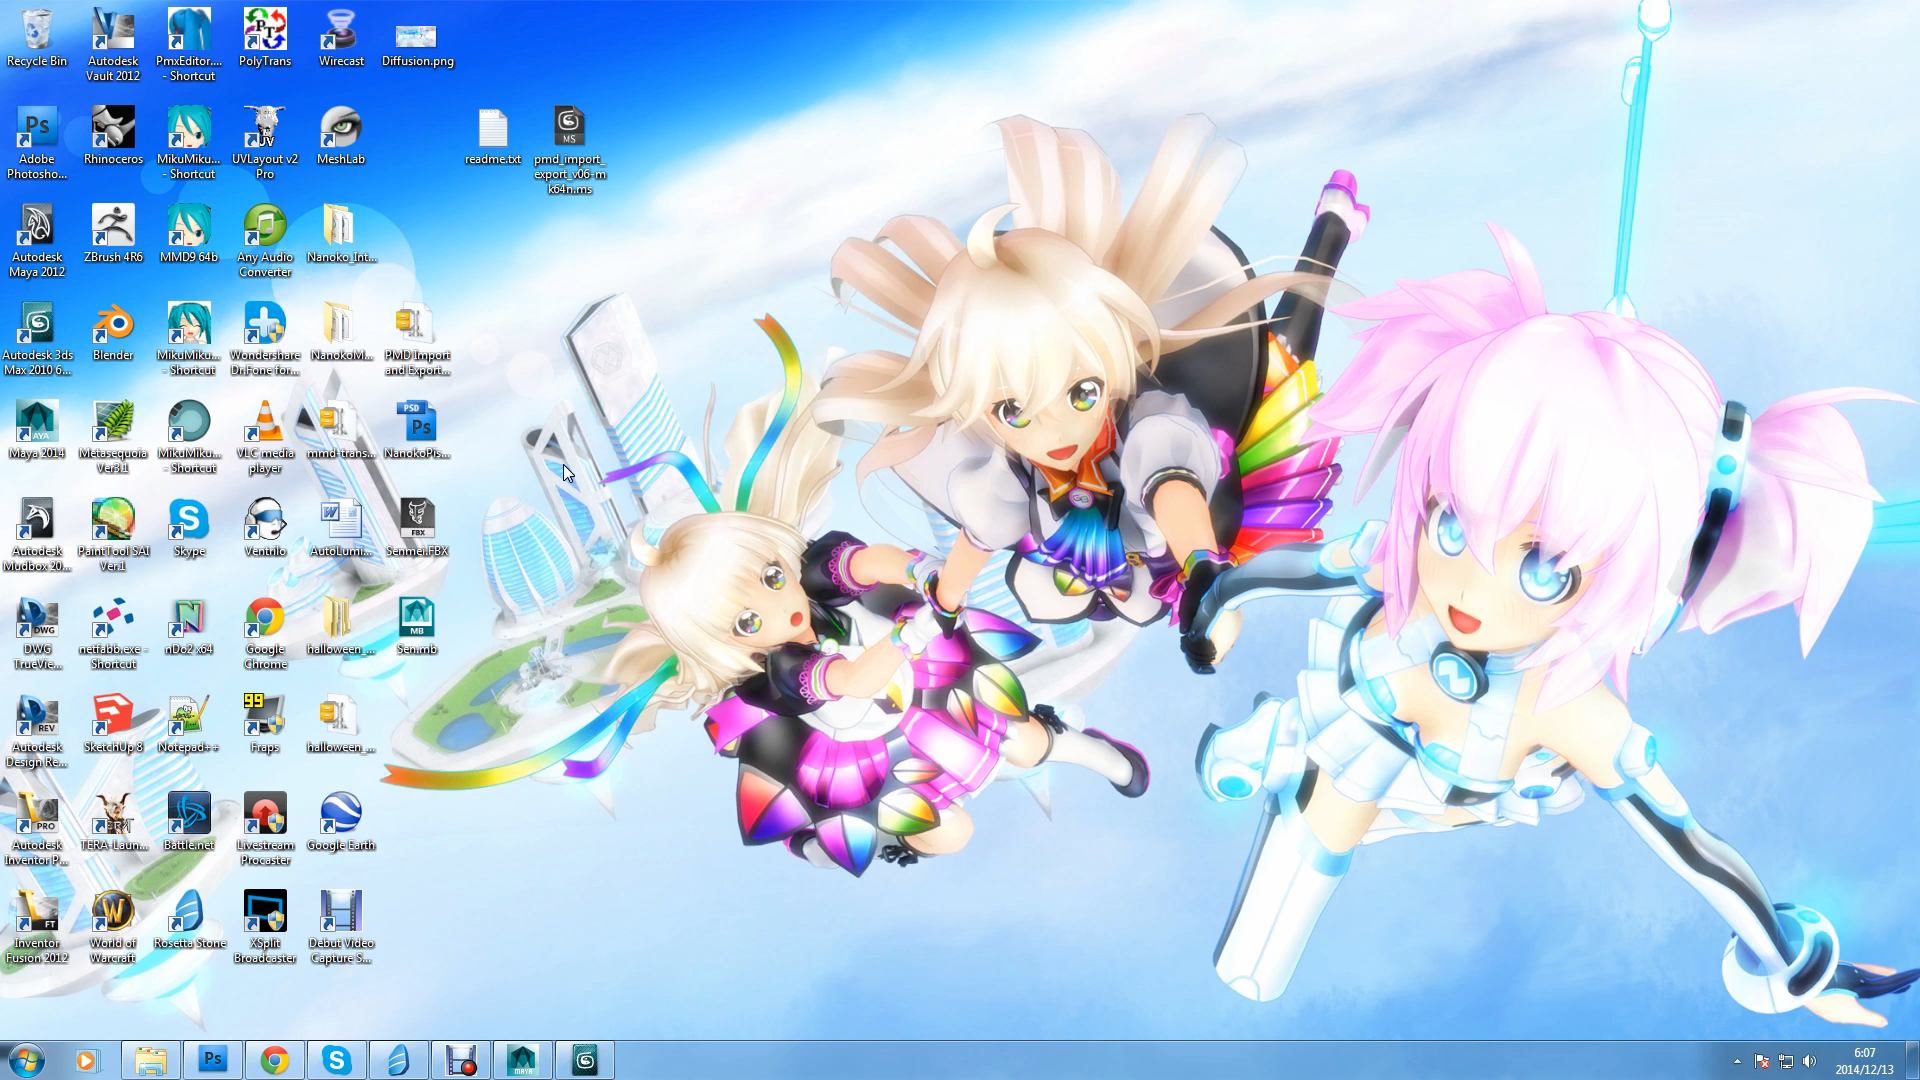 Recycle Bin
Autodesk
Vault 2012
PmxEditor....
- Shortcut
PolyTrans
Wirecast
Diffusion.png
Adobe
Photosho...
Rhinoceros
MikuMiku...
- Shortcut
UVLayout v2
Pro
MeshLab
readme.txt
pmd_import_
export_v06-m
k64n.ms
Autodesk
Maya 2012
ZBrush 4R6
MMD9 64b
Any Audio
Converter
Nanoko_Int...
Autodesk 3ds
Max 2010 6...
Blender
MikuMiku...
- Shortcut
Wondershare
Dr.Fone for...
NanokoM...
PMD Import
and Export...
Maya 2014
Metasequoia
Ver3.1
MikuMiku...
- Shortcut
VLC media
player
mmd-trans...
NanokoPis...
Autodesk
Mudbox 20...
PaintTool SAI
Ver.1
Skype
Ventrilo
AutoLumi...
Senmei.FBX
DWG
TrueVie...
netfabb.exe -
Shortcut
nDo2 x64
Google
Chrome
halloween_...
Sen.mb
Autodesk
Design Re...
SketchUp 8
Notepad++
Fraps
halloween_...
Autodesk
Inventor P...
TERA-Laun...
Battle.net
Livestream
Procaster
Google Earth
Inventor
Fusion 2012
World of
Warcraft
Rosetta Stone
XSplit
Broadcaster
Debut Video
Capture S...
6:07
2014/12/13